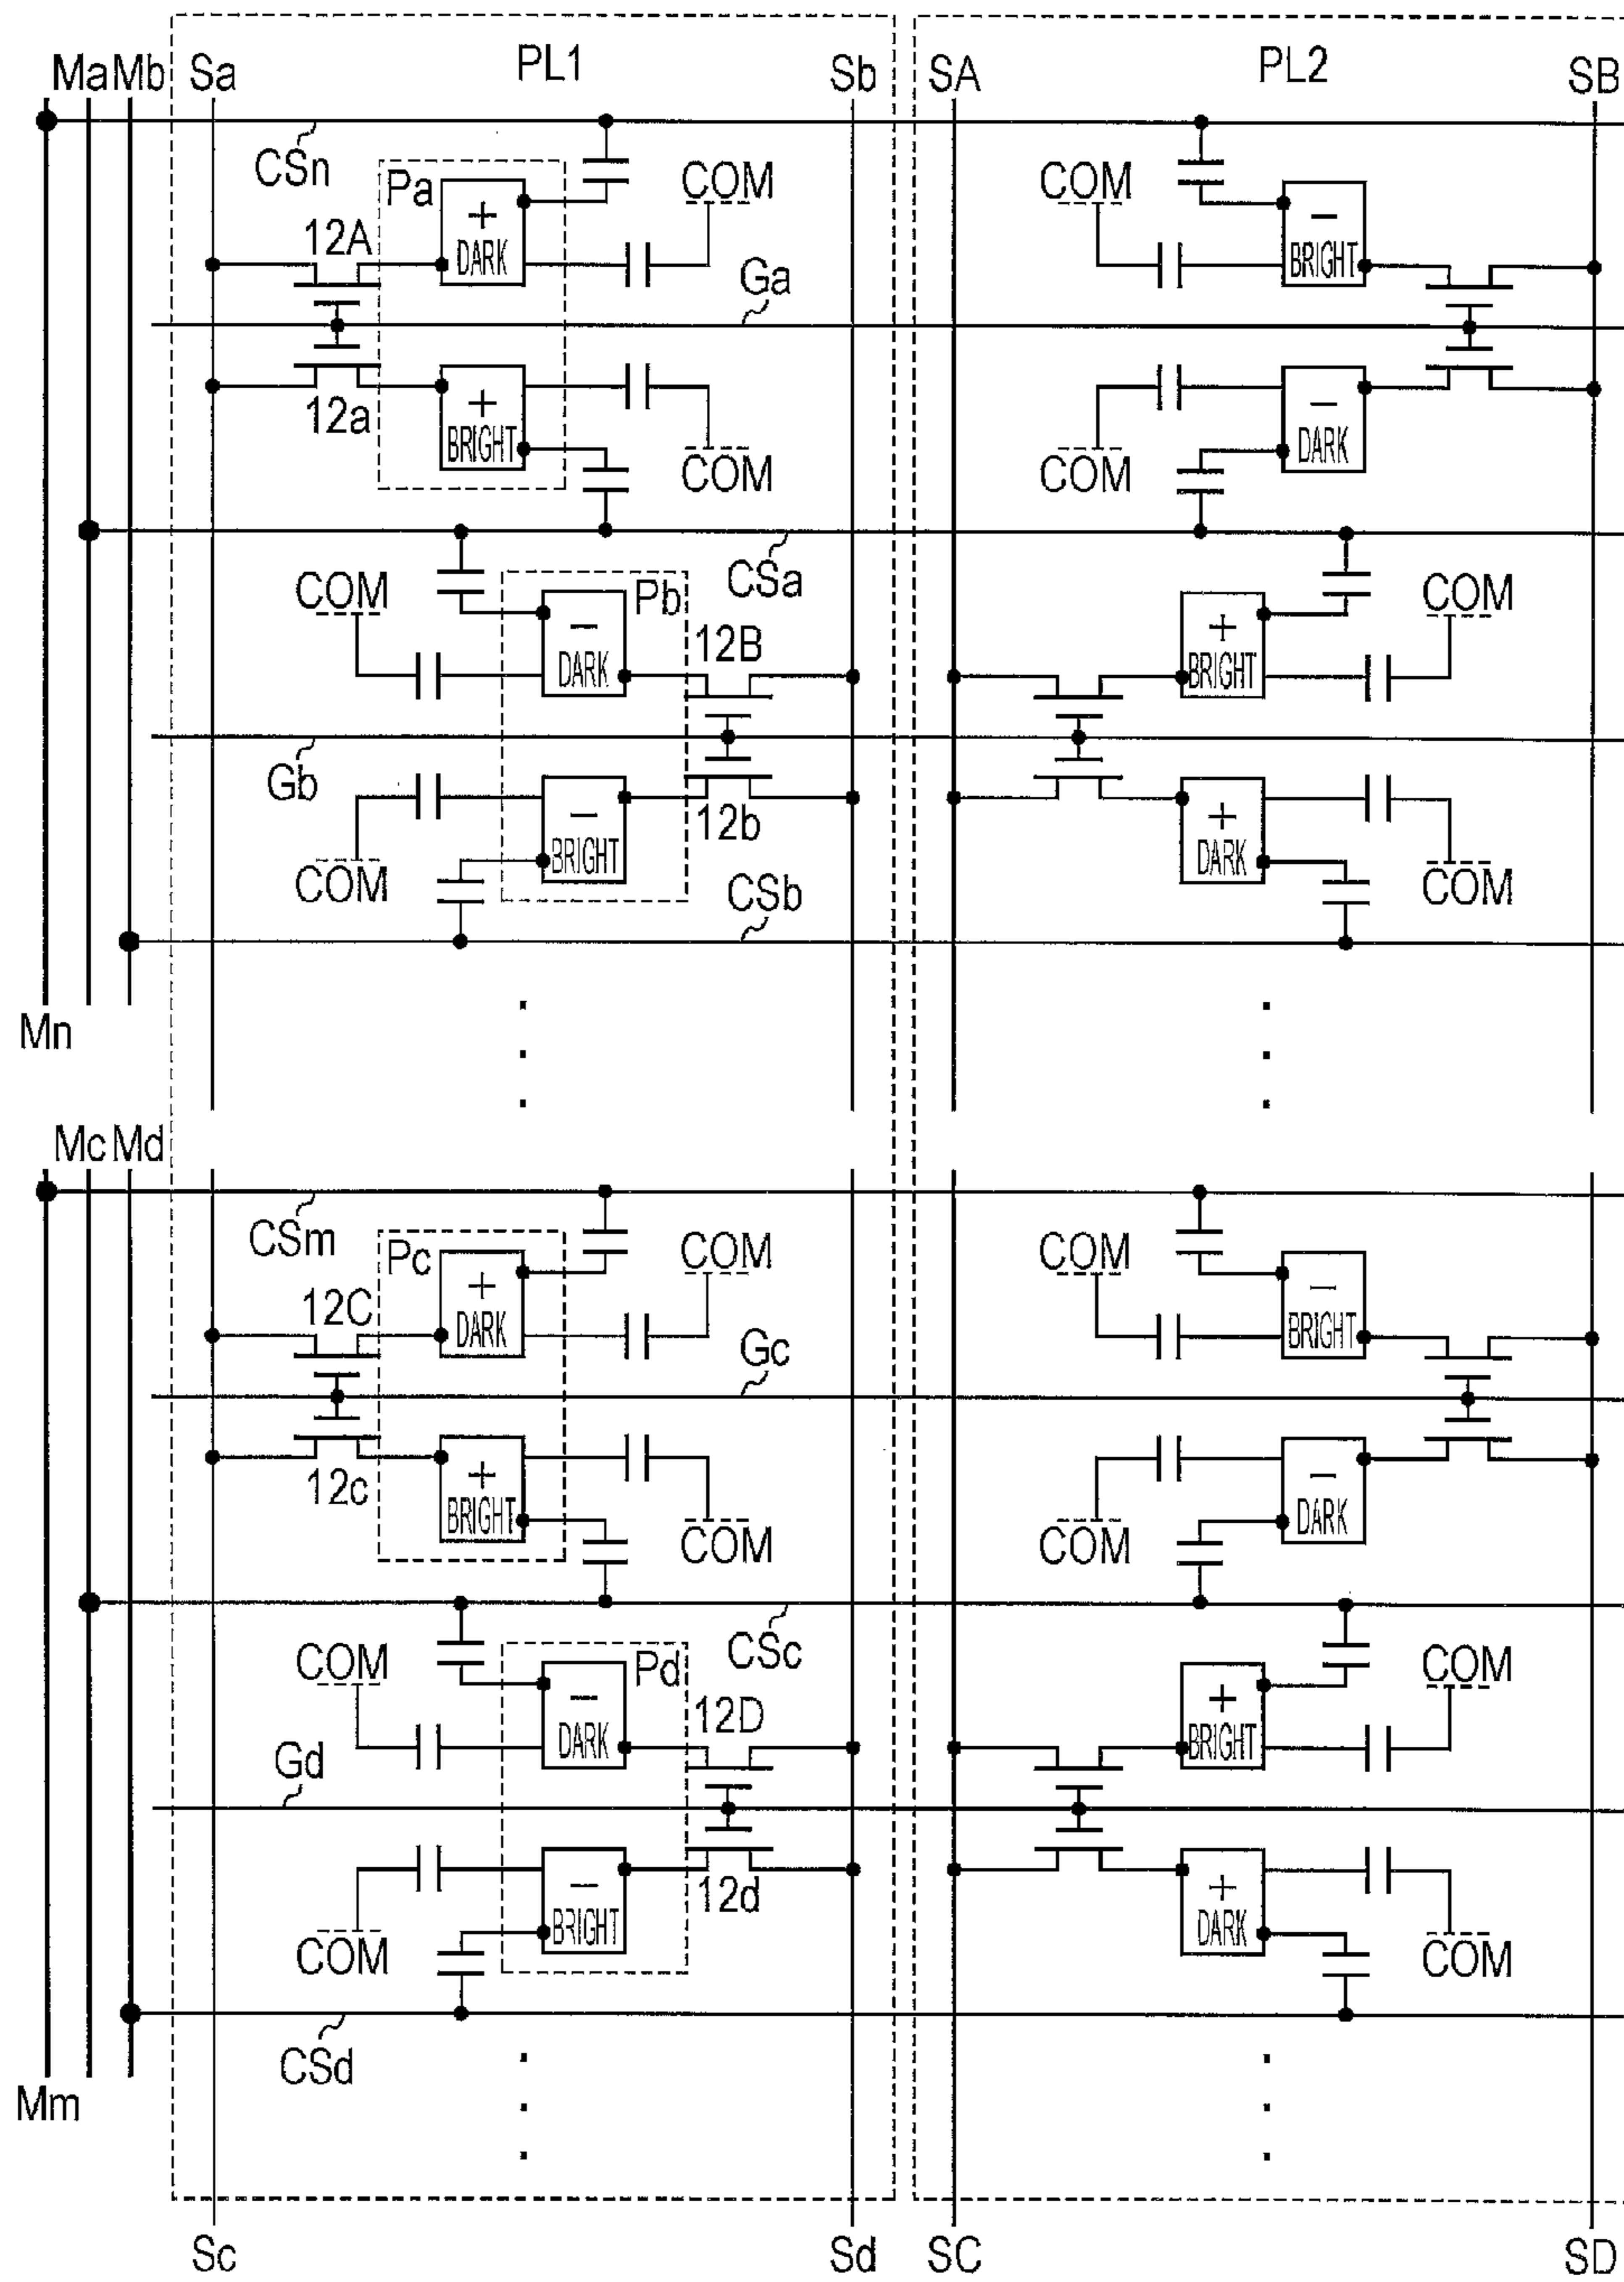 Ma Mb Sa PL1 Sb SA PL2 SB
CSn Pa + DARK COM COM − BRIGHT
12A Ga
12a + BRIGHT COM COM − DARK
CSa
COM − DARK Pb 12B + BRIGHT COM
Gb
COM − BRIGHT 12b + DARK COM
CSb
Mn
Mc Md
CSm Pc + DARK COM COM − BRIGHT
12C Gc
12c + BRIGHT COM COM − DARK
CSc
COM − DARK Pd 12D + BRIGHT COM
Gd
COM − BRIGHT 12d + DARK COM
CSd
Mm
Sc Sd SC SD